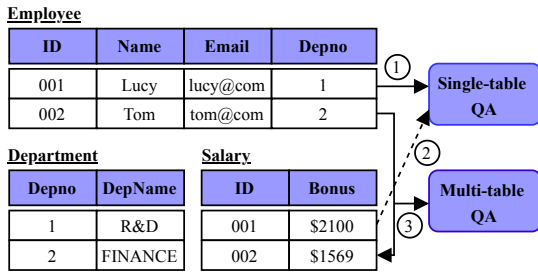 Employee
ID Name Email Depno
001 Lucy lucy@com 1
002 Tom tom@com 2
1
Single-table
QA
2
Department
Depno DepName
1 R&D
2 FINANCE
Salary
ID Bonus
001 $2100
002 $1569
3
Multi-table
QA